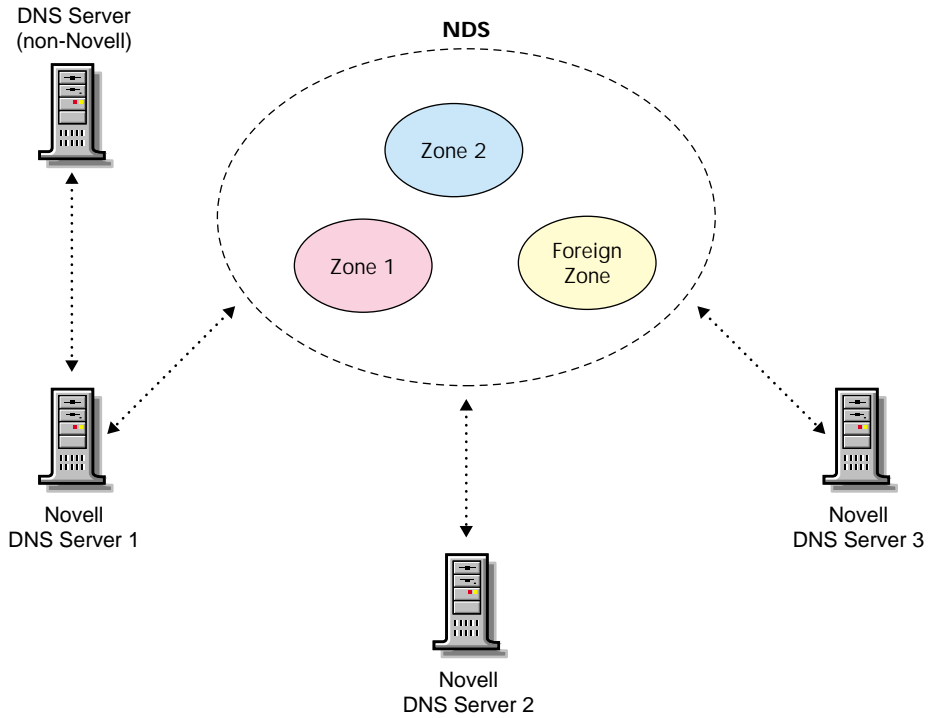 DNS Server
(non-Novell)
NDS
Zone 2
Zone 1
Foreign
Zone
Novell
DNS Server 1
Novell
DNS Server 3
Novell
DNS Server 2